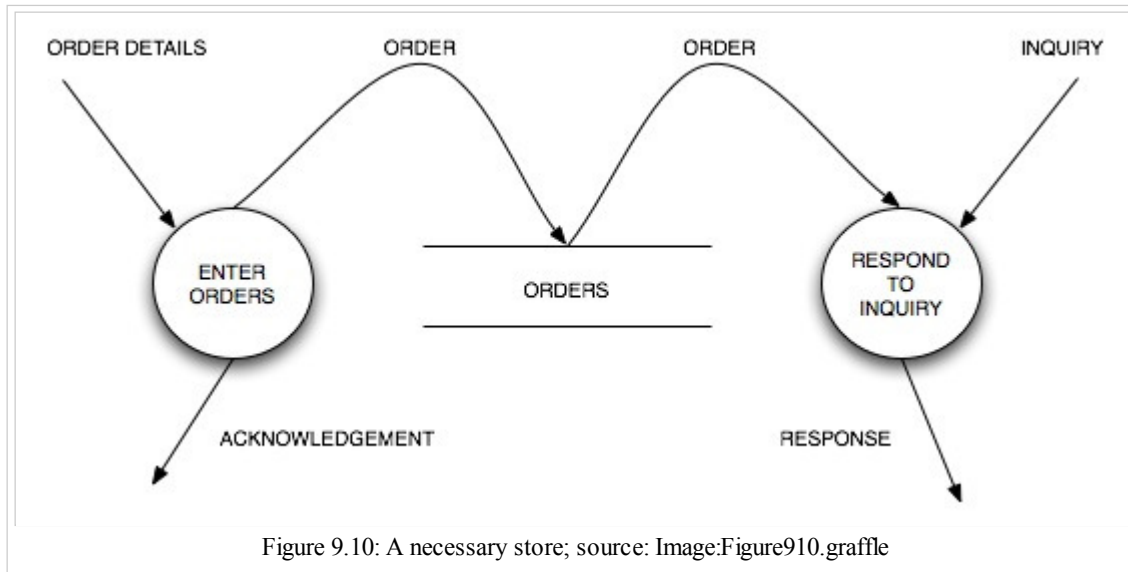 ORDER DETAILS
ORDER
ORDER
INQUIRY
ENTER
ORDERS
ORDERS
RESPOND
TO
INQUIRY
ACKNOWLEDGEMENT
RESPONSE
Figure 9.10: A necessary store; source: Image:Figure910.graffle